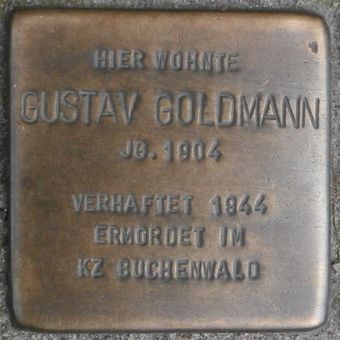 HIER WOHNTE
GUSTAV GOLDMANN
JG. 1904
VERHAFTET 1944
ERMORDET IM
KZ BUCHENWALD